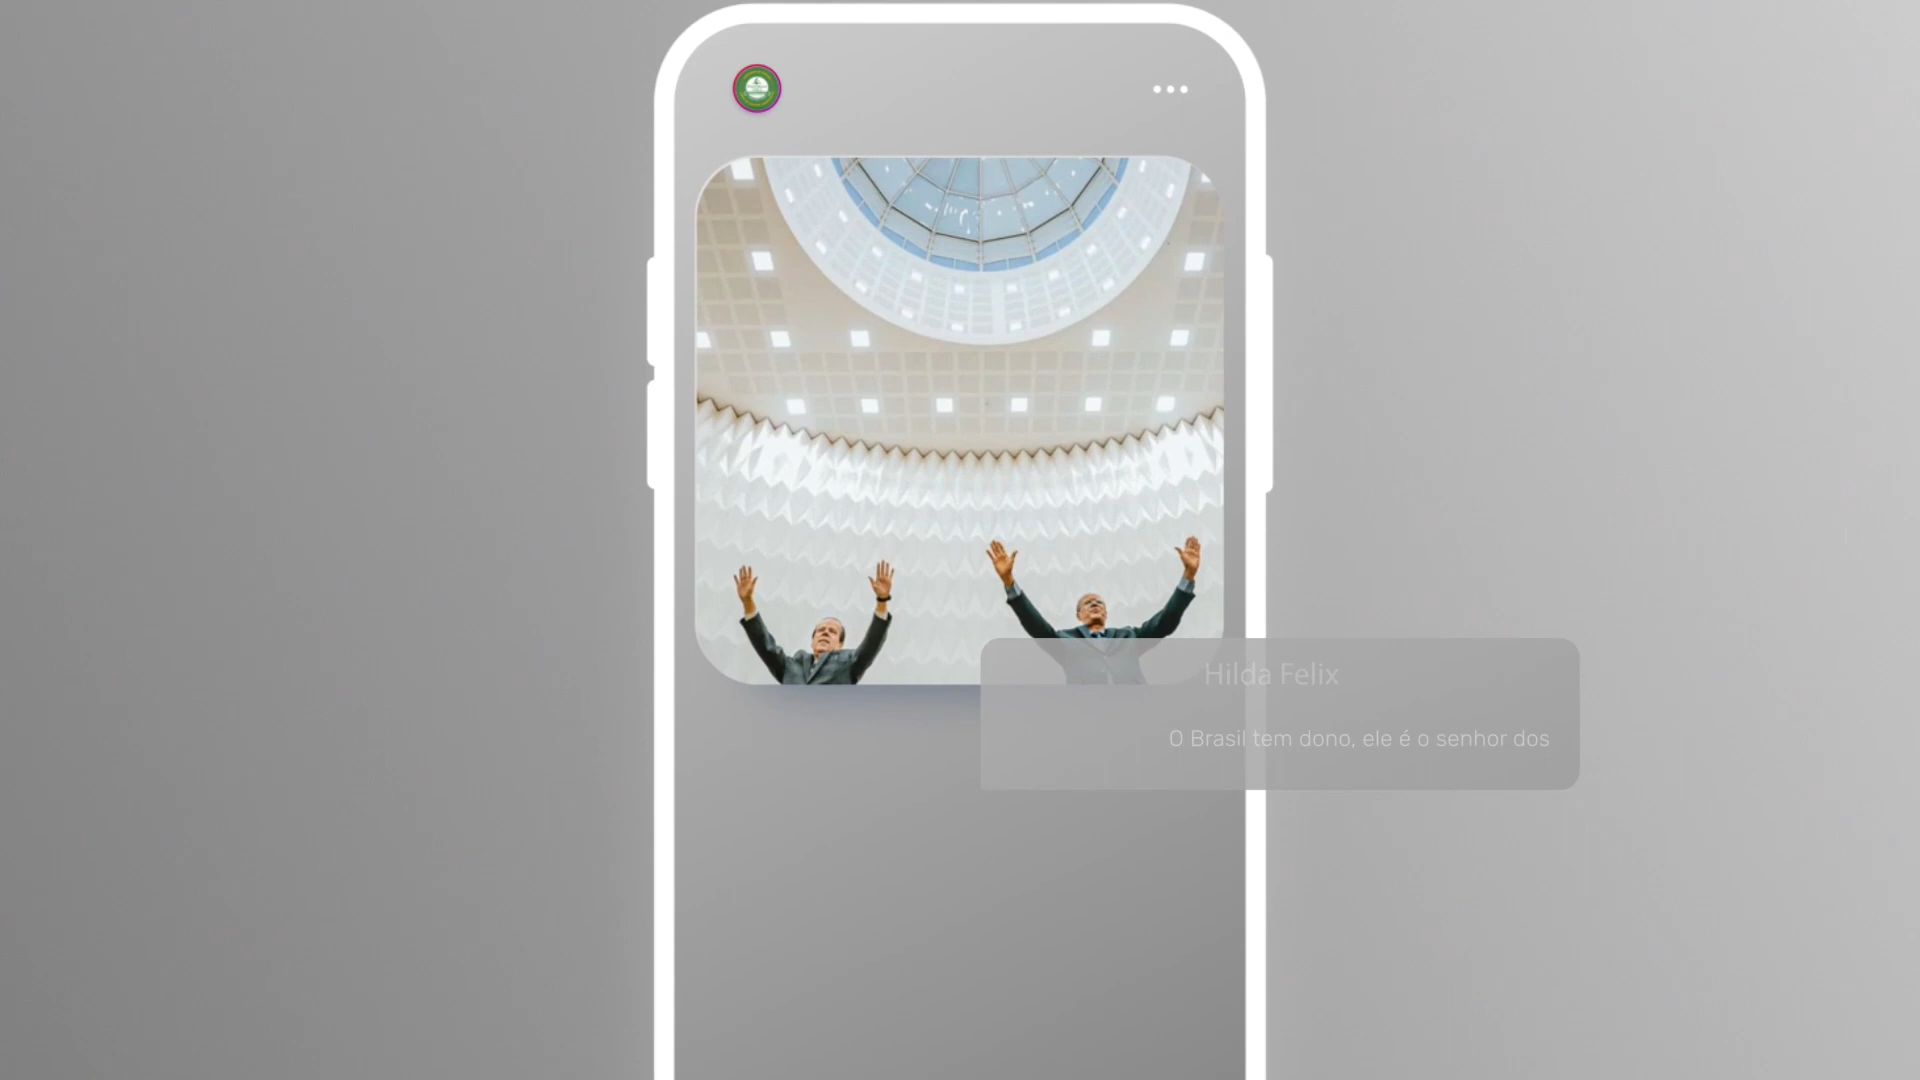 Hilda Felix
O Brasil tem dono, ele é o senhor dos